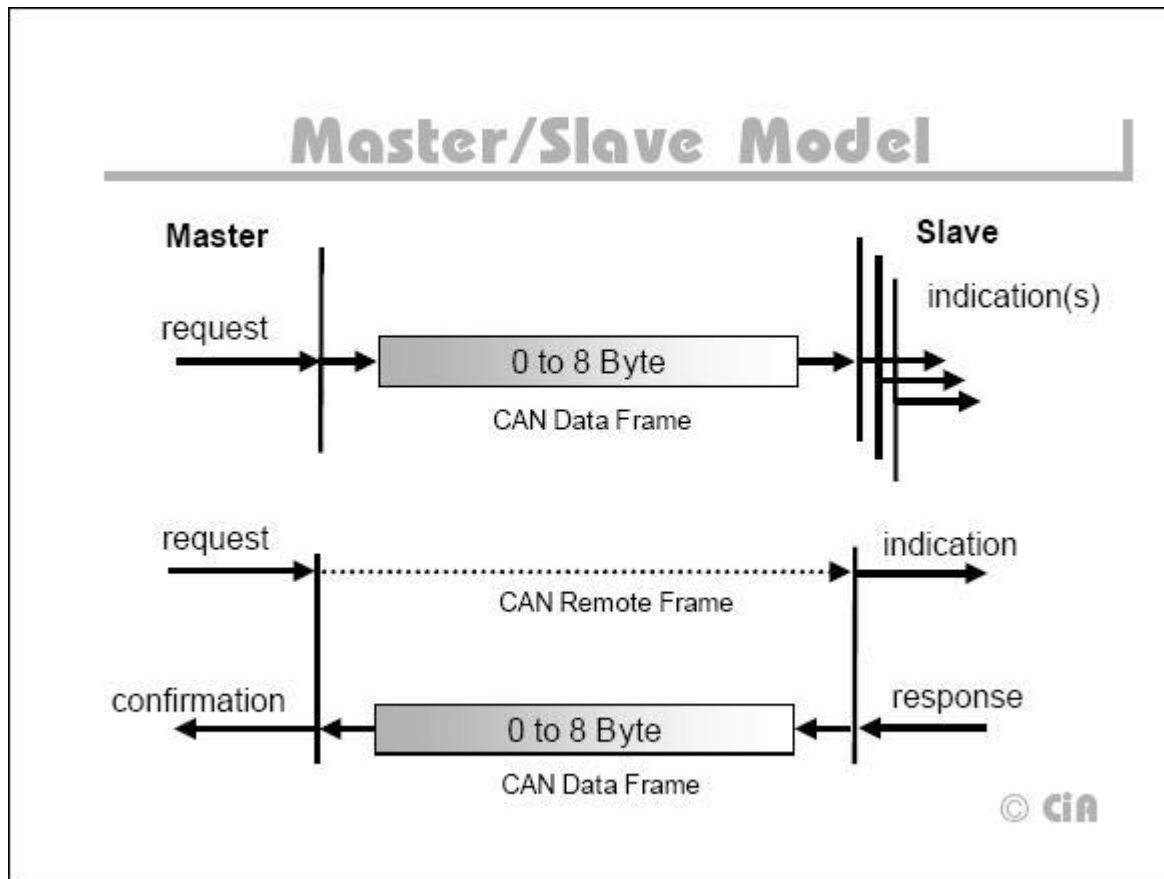 Master/Slave Model
Master
Slave
request
indication(s)
0 to 8 Byte
CAN Data Frame
request
indication
CAN Remote Frame
confirmation
response
0 to 8 Byte
CAN Data Frame
© CiA